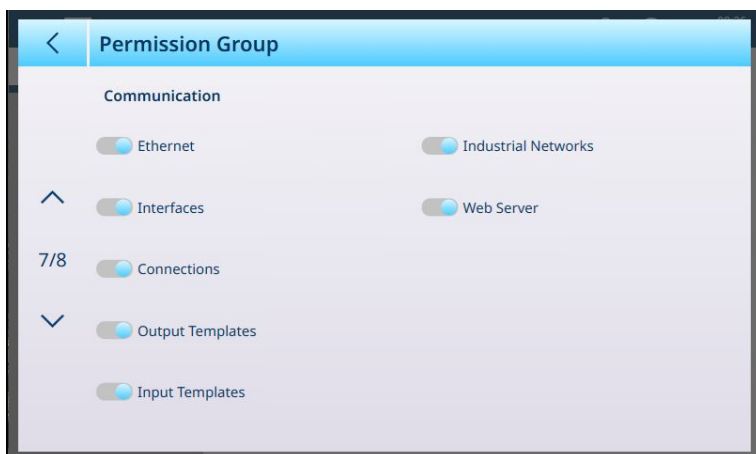 Permission Group
Communication
Ethernet
Industrial Networks
Interfaces
Web Server
7/8
Connections
Output Templates
Input Templates